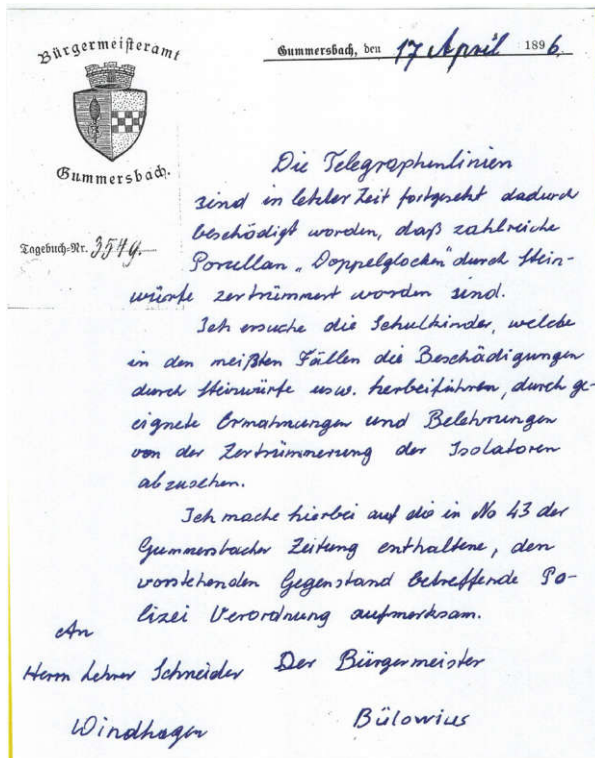 Bürgermeisteramt
Gummersbach.
Gummersbach, den 17 April 1896.
Tagebuch-Nr. 3549.
Die Telegraphenlinien
sind in letzler Zeit fortgesetzt dadurch
beschädigt worden, daß zahlreiche
Porcellan „Doppelglocken" durch Stein-
würfe zertrümmert worden sind.
Ich ersuche die Schulkinder, welche
in den meißten Fällen die Beschädigungen
durch Steinwürfe usw. herbeiführen, durch ge-
eignete Ermahnungen und Belehrungen
von der Zertrümmerung der Isolatoren
abzusehen.
Ich mache hierbei auf die in No 43 der
Gummersbacher Zeitung enthaltene, den
vorstehenden Gegenstand betreffende Po-
lizei Verordnung aufmerksam.
An
Herrn Lehrer Schneider Der Bürgermeister
Windhagen Bülowius